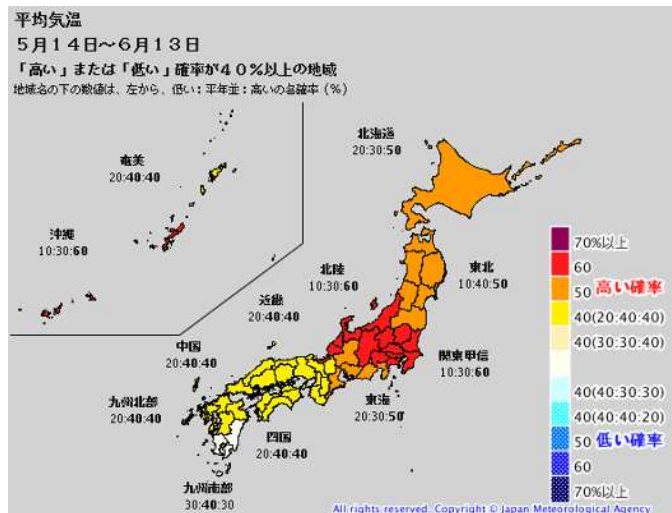 平均気温
5月14日～6月13日
「高い」または「低い」確率が40%以上の地域
地域名の下の数値は、左から、低い:平年並:高いの各確率(%)
北海道
20:30:50
奄美
20:40:40
沖縄
10:30:60
北陸
10:30:60
東北
10:40:50
近畿
20:40:40
中国
20:40:40
関東甲信
10:30:60
九州北部
20:40:40
東海
20:30:50
四国
20:40:40
九州南部
30:40:30
70%以上
60
50 高い確率
40(20:40:40)
40(30:30:40)
40(40:30:30)
40(40:40:20)
50 低い確率
60
70%以上
All rights reserved. Copyright © Japan Meteorological Agency